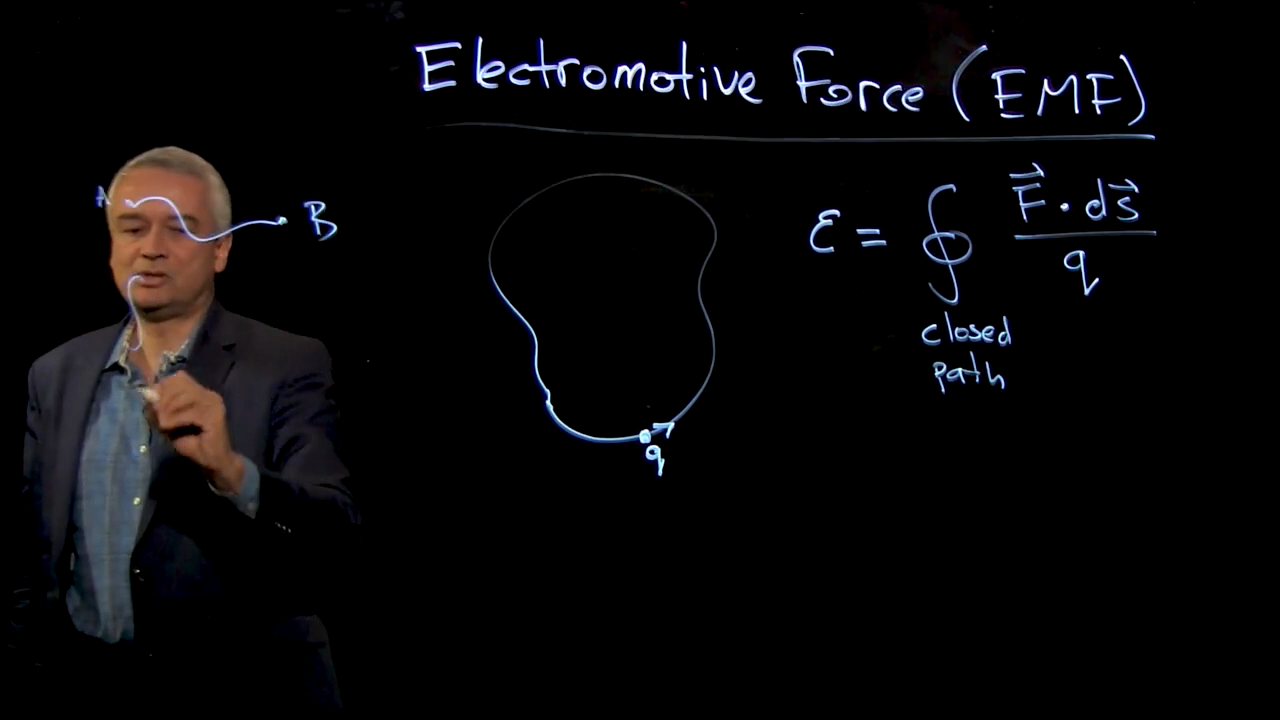 Electromotive Force (EMF)
A B
ε = ∮ F⃗ · ds⃗ / q
closed
path
q